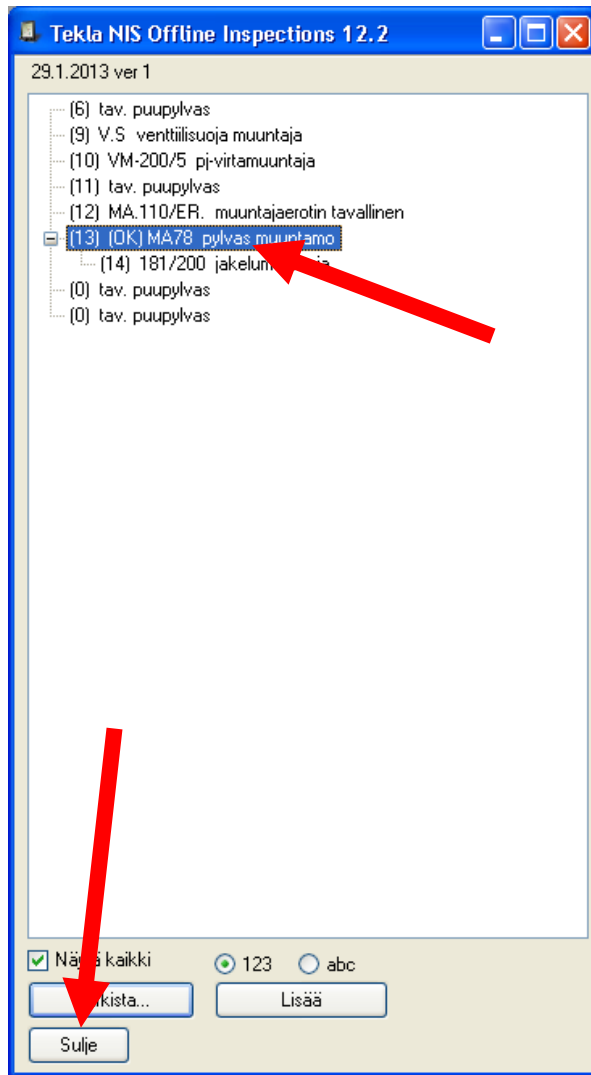 Tekla NIS Offline Inspections 12.2
29.1.2013 ver 1
(6) tav. puupylvas
(9) V.S venttiilisuoja muuntaja
(10) VM-200/5 pj-virtamuuntaja
(11) tav. puupylvas
(12) MA.110/ER. muuntajaerotin tavallinen
(13) (OK) MA78 pylvas muuntamo
(14) 181/200
(0) tav. puupylvas
(0) tav. puupylvas
kaikki
123
abc
Lisää
Sulje